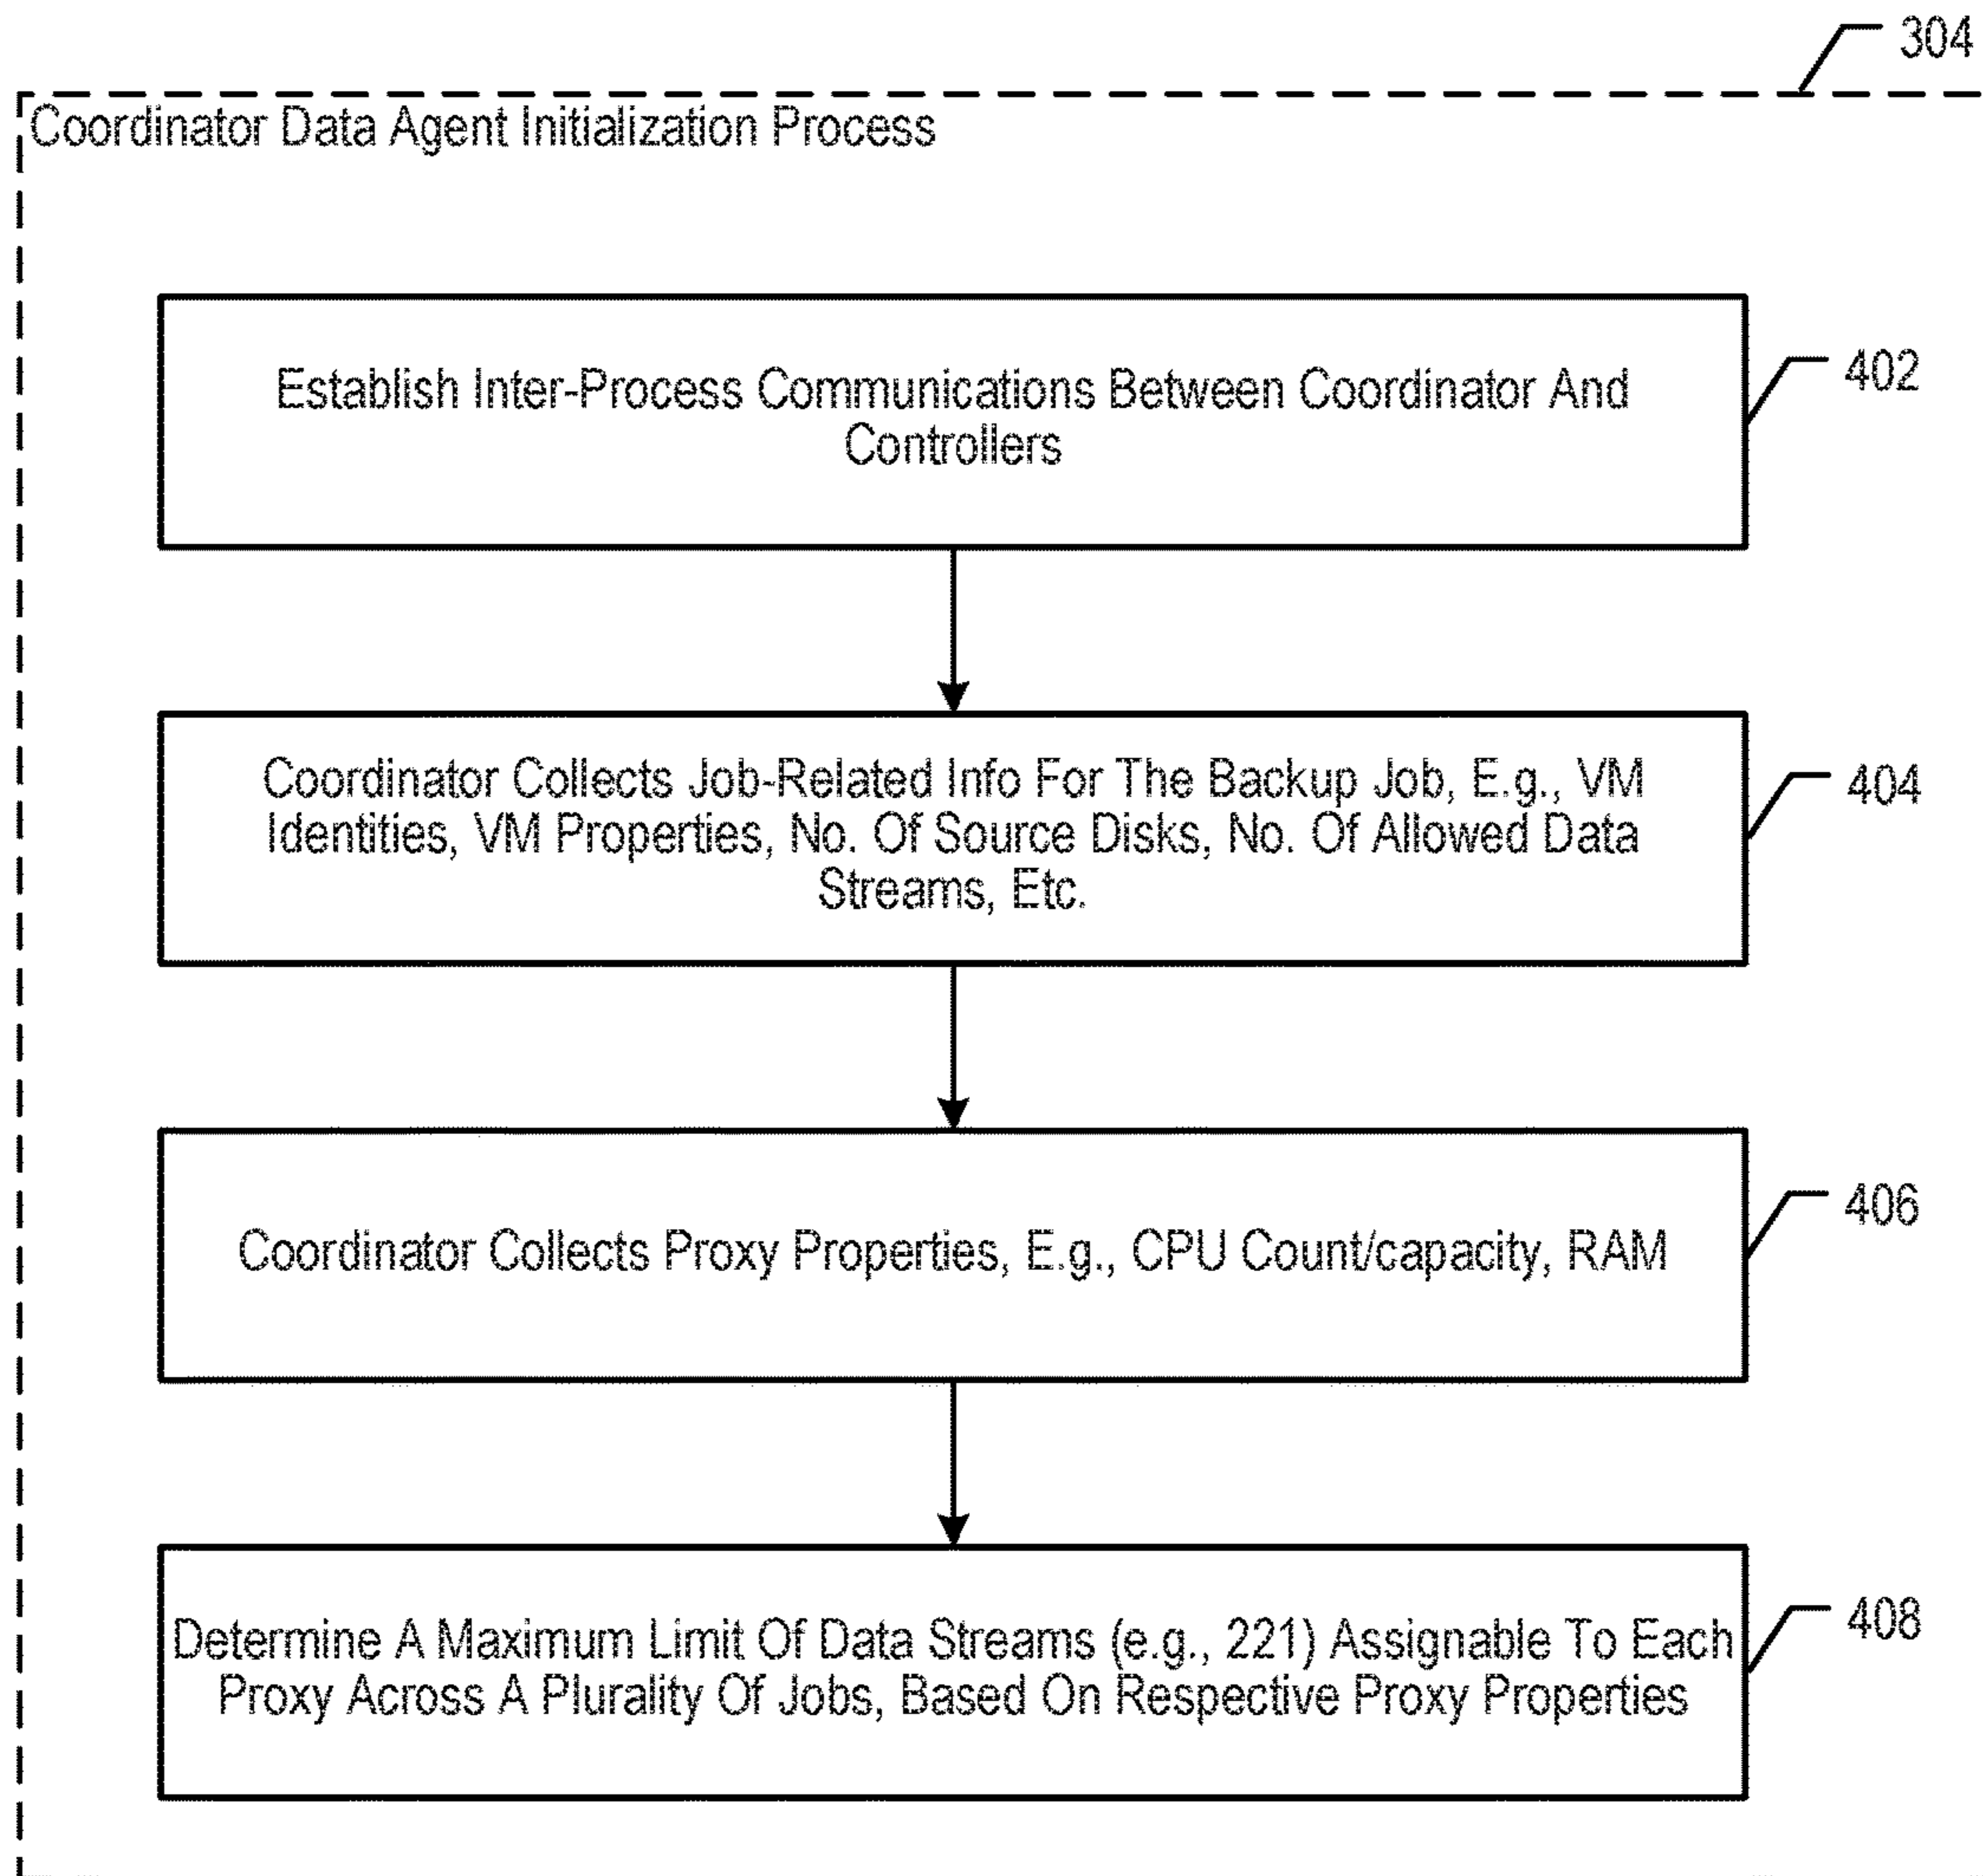 304
Coordinator Data Agent Initialization Process
Establish Inter-Process Communications Between Coordinator And
Controllers
402
Coordinator Collects Job-Related Info For The Backup Job, E.g., VM
Identities, VM Properties, No. Of Source Disks, No. Of Allowed Data
Streams, Etc.
404
Coordinator Collects Proxy Properties, E.g., CPU Count/capacity, RAM
406
Determine A Maximum Limit Of Data Streams (e.g., 221) Assignable To Each
Proxy Across A Plurality Of Jobs, Based On Respective Proxy Properties
408